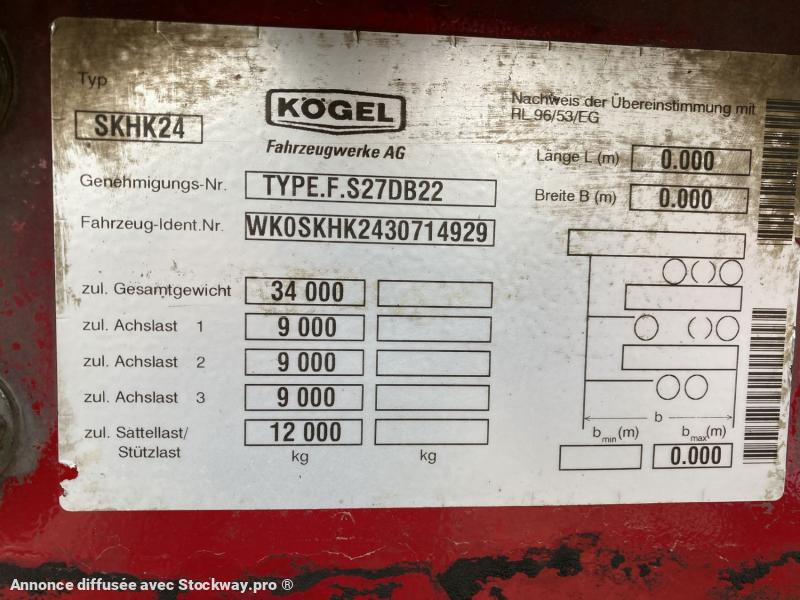 Typ
SKHK24
KÖGEL
Fahrzeugwerke AG
Nachweis der Übereinstimmung mit
RL 96/53/EG
Länge L (m) 0.000
Breite B (m) 0.000
Genehmigungs-Nr. TYPE.F.S27DB22
Fahrzeug-Ident.Nr. WK0SKHK2430714929
zul. Gesamtgewicht 34 000
zul. Achslast 1 9 000
zul. Achslast 2 9 000
zul. Achslast 3 9 000
zul. Sattellast/ 12 000
Stützlast kg kg
b
bmin(m) bmax(m)
0.000
Annonce diffusée avec Stockway.pro ®